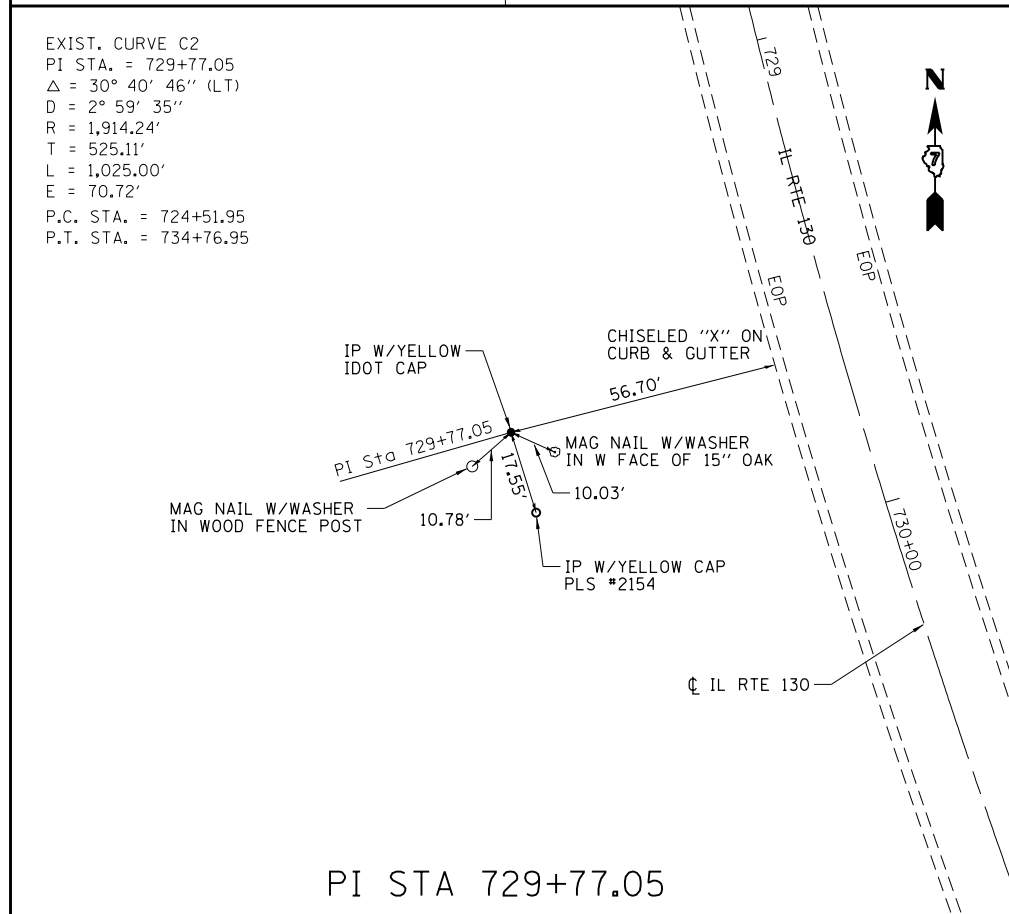 EXIST. CURVE C2
PI STA. = 729+77.05
Δ = 30° 40' 46'' (LT)
D = 2° 59' 35''
R = 1,914.24'
T = 525.11'
L = 1,025.00'
E = 70.72'
P.C. STA. = 724+51.95
P.T. STA. = 734+76.95
729
N
7
IL RTE 130
EOP
EOP
CHISELED ''X'' ON
CURB & GUTTER
IP W/YELLOW
IDOT CAP
56.70'
PI Sta 729+77.05
MAG NAIL W/WASHER
IN W FACE OF 15'' OAK
17.55'
10.03'
MAG NAIL W/WASHER
IN WOOD FENCE POST
10.78'
730+00
IP W/YELLOW CAP
PLS #2154
℄ IL RTE 130
PI STA 729+77.05